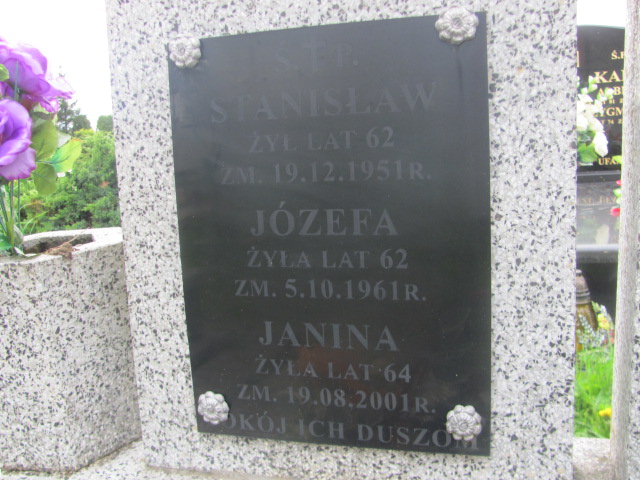 Ś.†P.
STANISŁAW
ŻYŁ LAT 62
ZM. 19.12.1951R.
JÓZEFA
ŻYŁA LAT 62
ZM. 5.10.1961R.
JANINA
ŻYŁA LAT 64
ZM. 19.08.2001R.
POKÓJ ICH DUSZOM